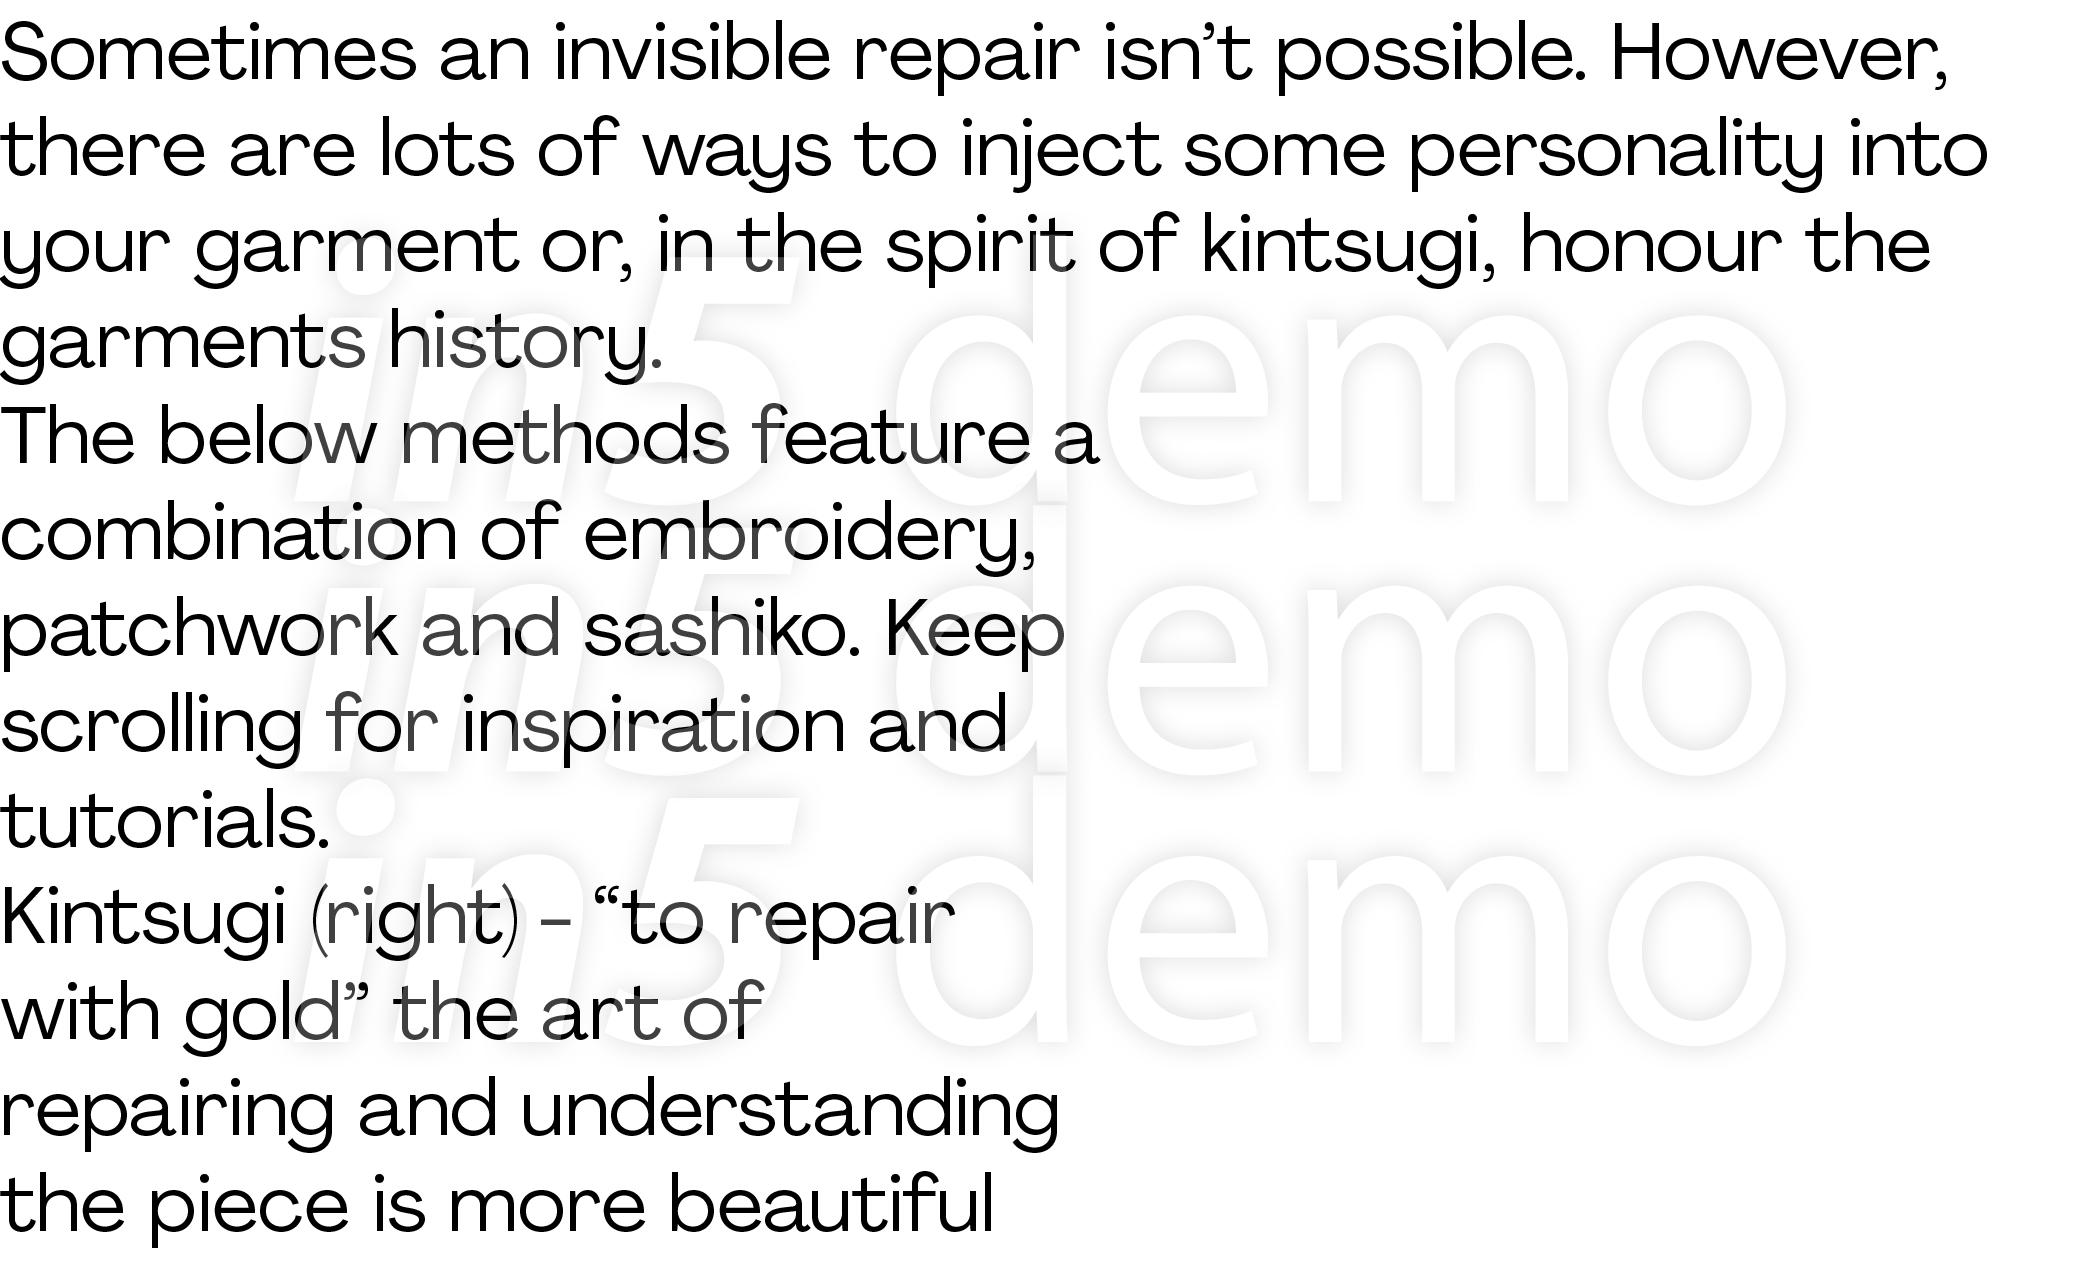 Sometimes an invisible repair isn’t possible. However,
there are lots of ways to inject some personality into
your garment or, in the spirit of kintsugi, honour the
garments history.
The below methods feature a
combination of embroidery,
patchwork and sashiko. Keep
scrolling for inspiration and
tutorials.
Kintsugi (right) – “to repair
with gold” the art of
repairing and understanding
the piece is more beautiful
in5 demo
in5 demo
in5 demo